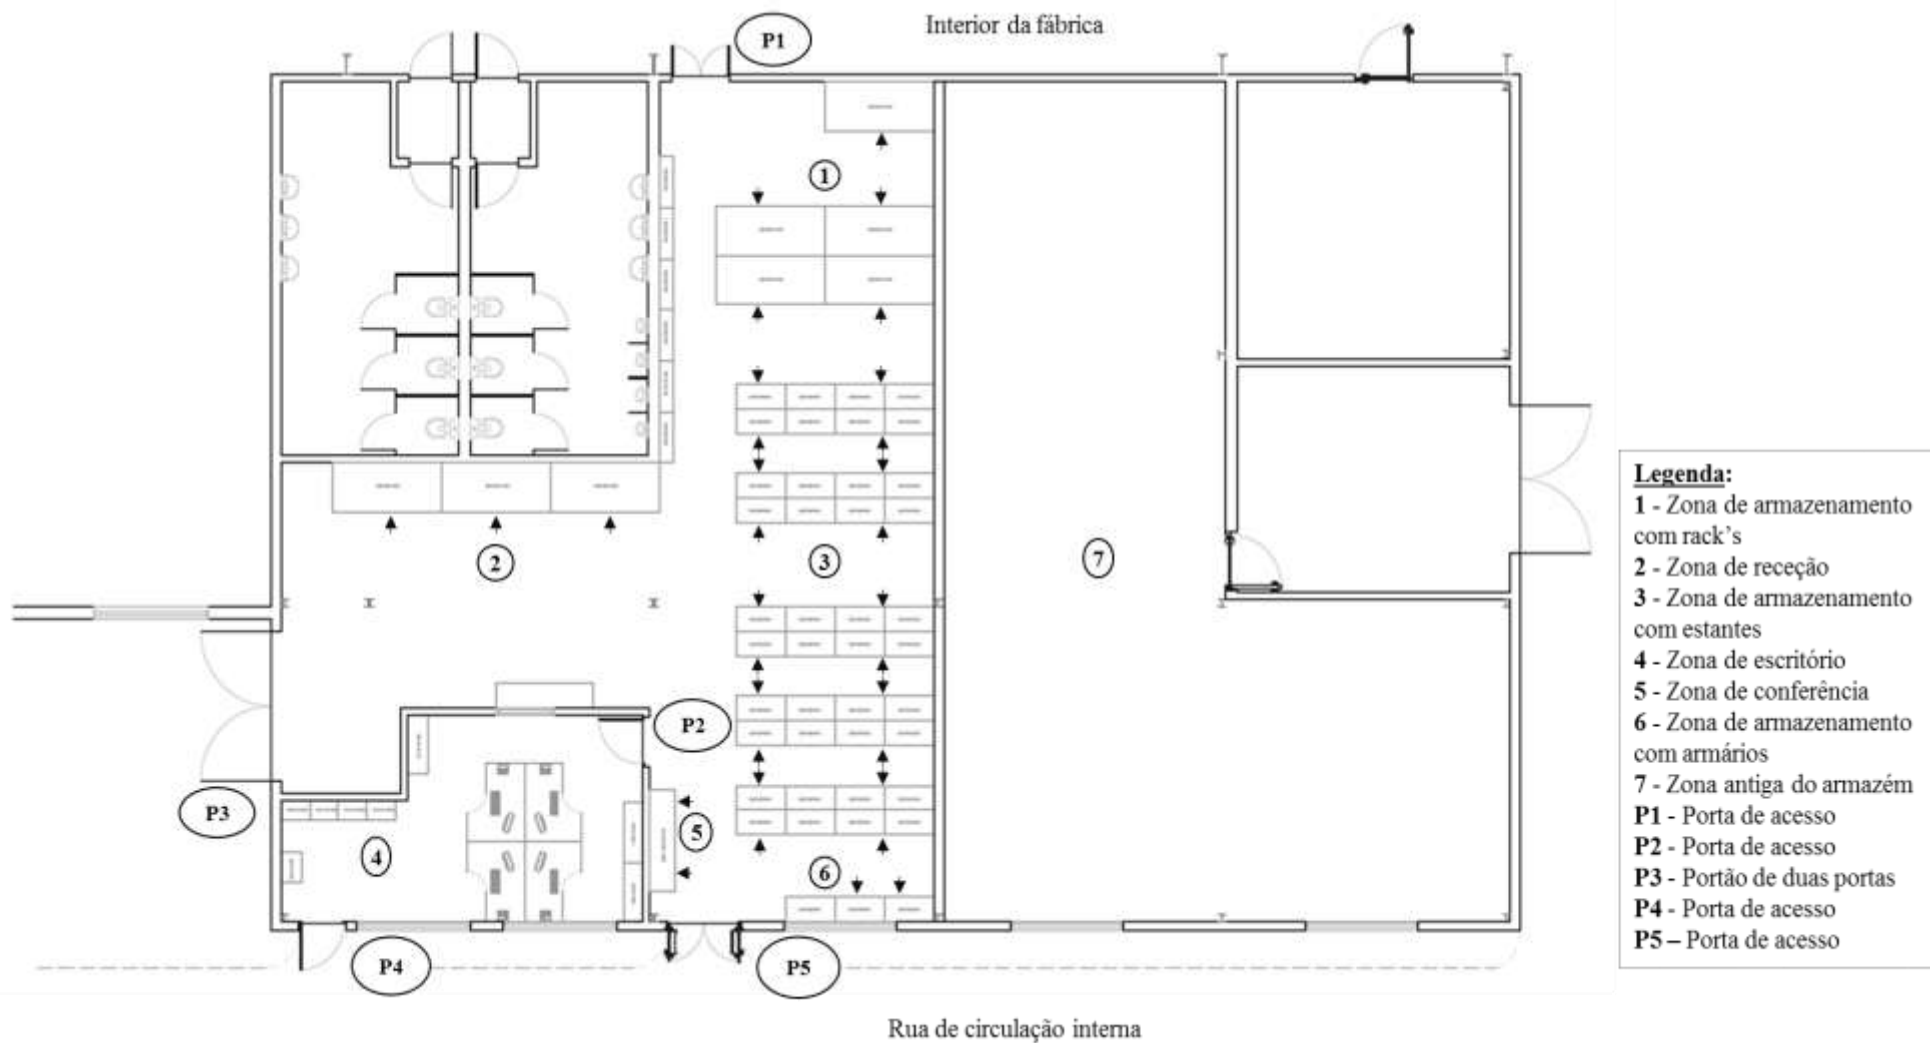 Interior da fábrica
P1
1
2
3
7
P2
P3
4
5
6
P4
P5
Legenda:
1 - Zona de armazenamento
com rack's
2 - Zona de receção
3 - Zona de armazenamento
com estantes
4 - Zona de escritório
5 - Zona de conferência
6 - Zona de armazenamento
com armários
7 - Zona antiga do armazém
P1 - Porta de acesso
P2 - Porta de acesso
P3 - Portão de duas portas
P4 - Porta de acesso
P5 – Porta de acesso
Rua de circulação interna